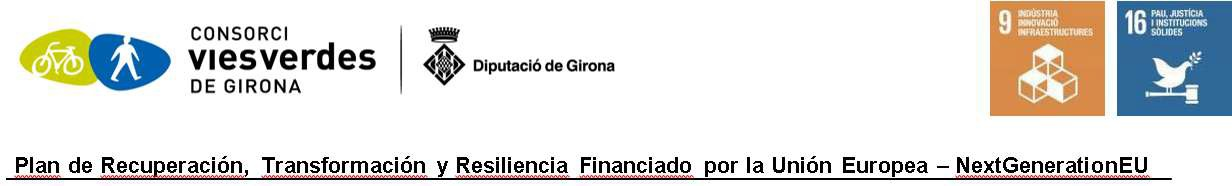 CONSORCI
viesverdes
DE GIRONA
Diputació de Girona
9 INDÚSTRIA
INNOVACIÓ
INFRAESTRUCTURES
16 PAU, JUSTÍCIA
I INSTITUCIONS
SÒLIDES
Plan de Recuperación, Transformación y Resiliencia Financiado por la Unión Europea – NextGenerationEU